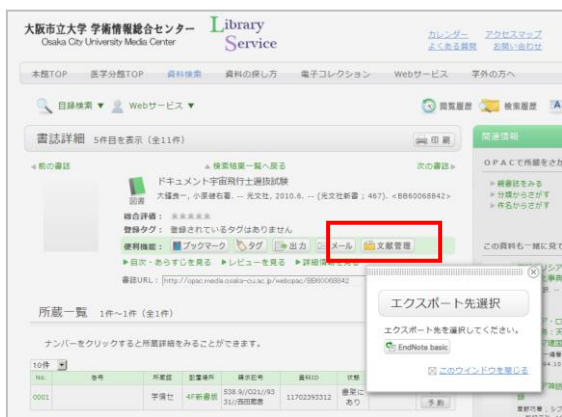 大阪市立大学 学術情報総合センター
Osaka City University Media Center
Library
Service
カレンダー アクセスマップ
よくある質問 お問い合わせ
本館TOP 医学分館TOP 資料検索 資料の探し方 電子コレクション Webサービス 学外の方へ
目録検索 ▼ Webサービス ▼ 閲覧履歴 検索履歴
書誌詳細 5件目を表示 (全11件) 印刷 関連情報
前の書誌 検索結果一覧へ戻る 次の書誌
OPACで所蔵をさが
図書
ドキュメント宇宙飛行士選抜試験
大鐘良一, 小原健右著. -- 光文社, 2010.6. -- (光文社新書 ; 467). <BB60068842>
親書誌をみる
分類からさがす
件名からさがす
総合評価: ★★★★★
登録タグ: 登録されているタグはありません
便利機能: ブックマーク タグ 出力 メール 文献管理
この資料も一緒に見て
目次・あらすじを見る レビューを見る
書誌URL: http://opac.media.osaka-cu.ac.jp/webopac/BB60068842
エクスポート先選択
エクスポート先を選択してください。
EndNote basic
このウインドウを閉じる
所蔵一覧 1件~1件 (全1件)
ナンバーをクリックすると所蔵詳細をみることができます。
10件
No. 巻号 所蔵館 配置場所 請求記号 資料ID 状態
0001 学情セ 4F新書版 538.9//O21//93 11702393312 書架にあり 予約